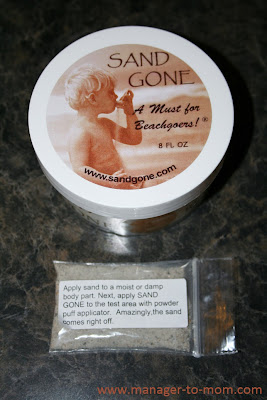 SAND
GONE
A Must for
Beachgoers!®
8 FL OZ
www.sandgone.com
Apply sand to a moist or damp
body part. Next, apply SAND
GONE to the test area with powder
puff applicator. Amazingly,the sand
comes right off.
www.manager-to-mom.com